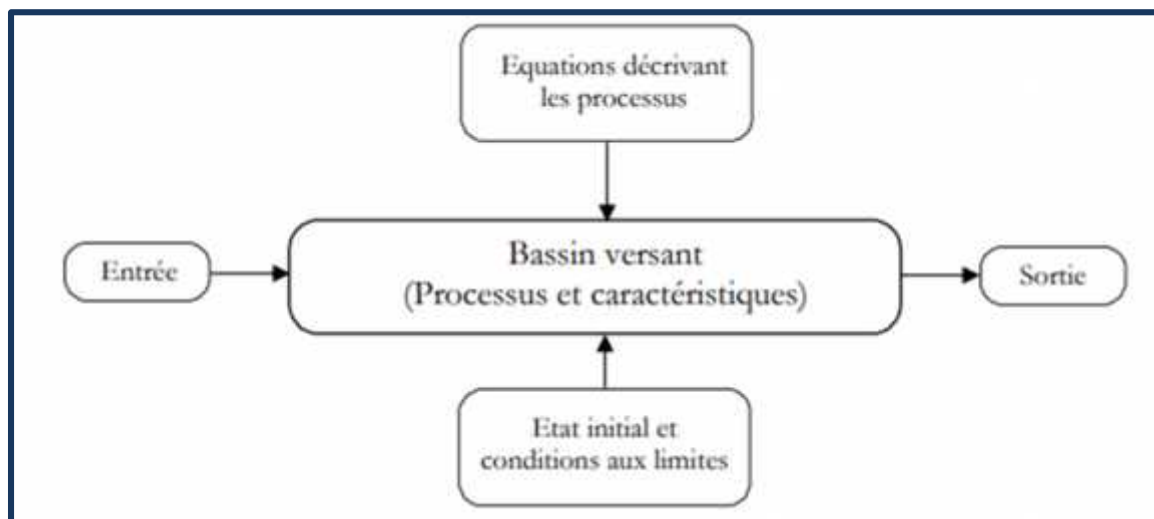 Equations décrivant
les processus
Entrée
Bassin versant
(Processus et caractéristiques)
Sortie
Etat initial et
conditions aux limites